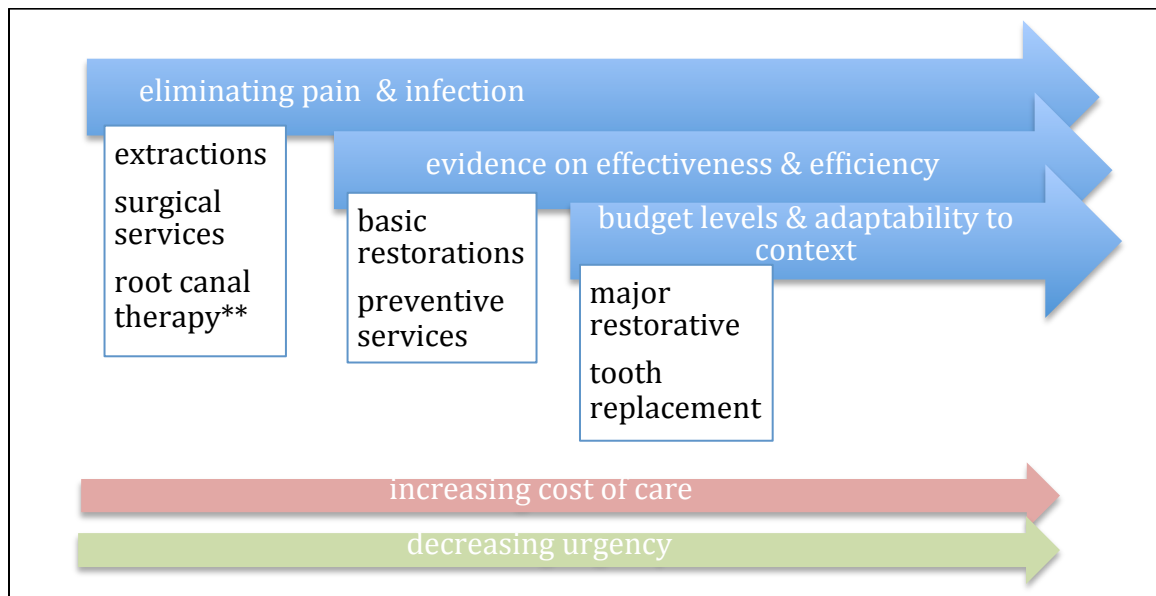 eliminating pain & infection
extractions
surgical
services
root canal
therapy**
evidence on effectiveness & efficiency
basic
restorations
preventive
services
budget levels & adaptability to
context
major
restorative
tooth
replacement
increasing cost of care
decreasing urgency